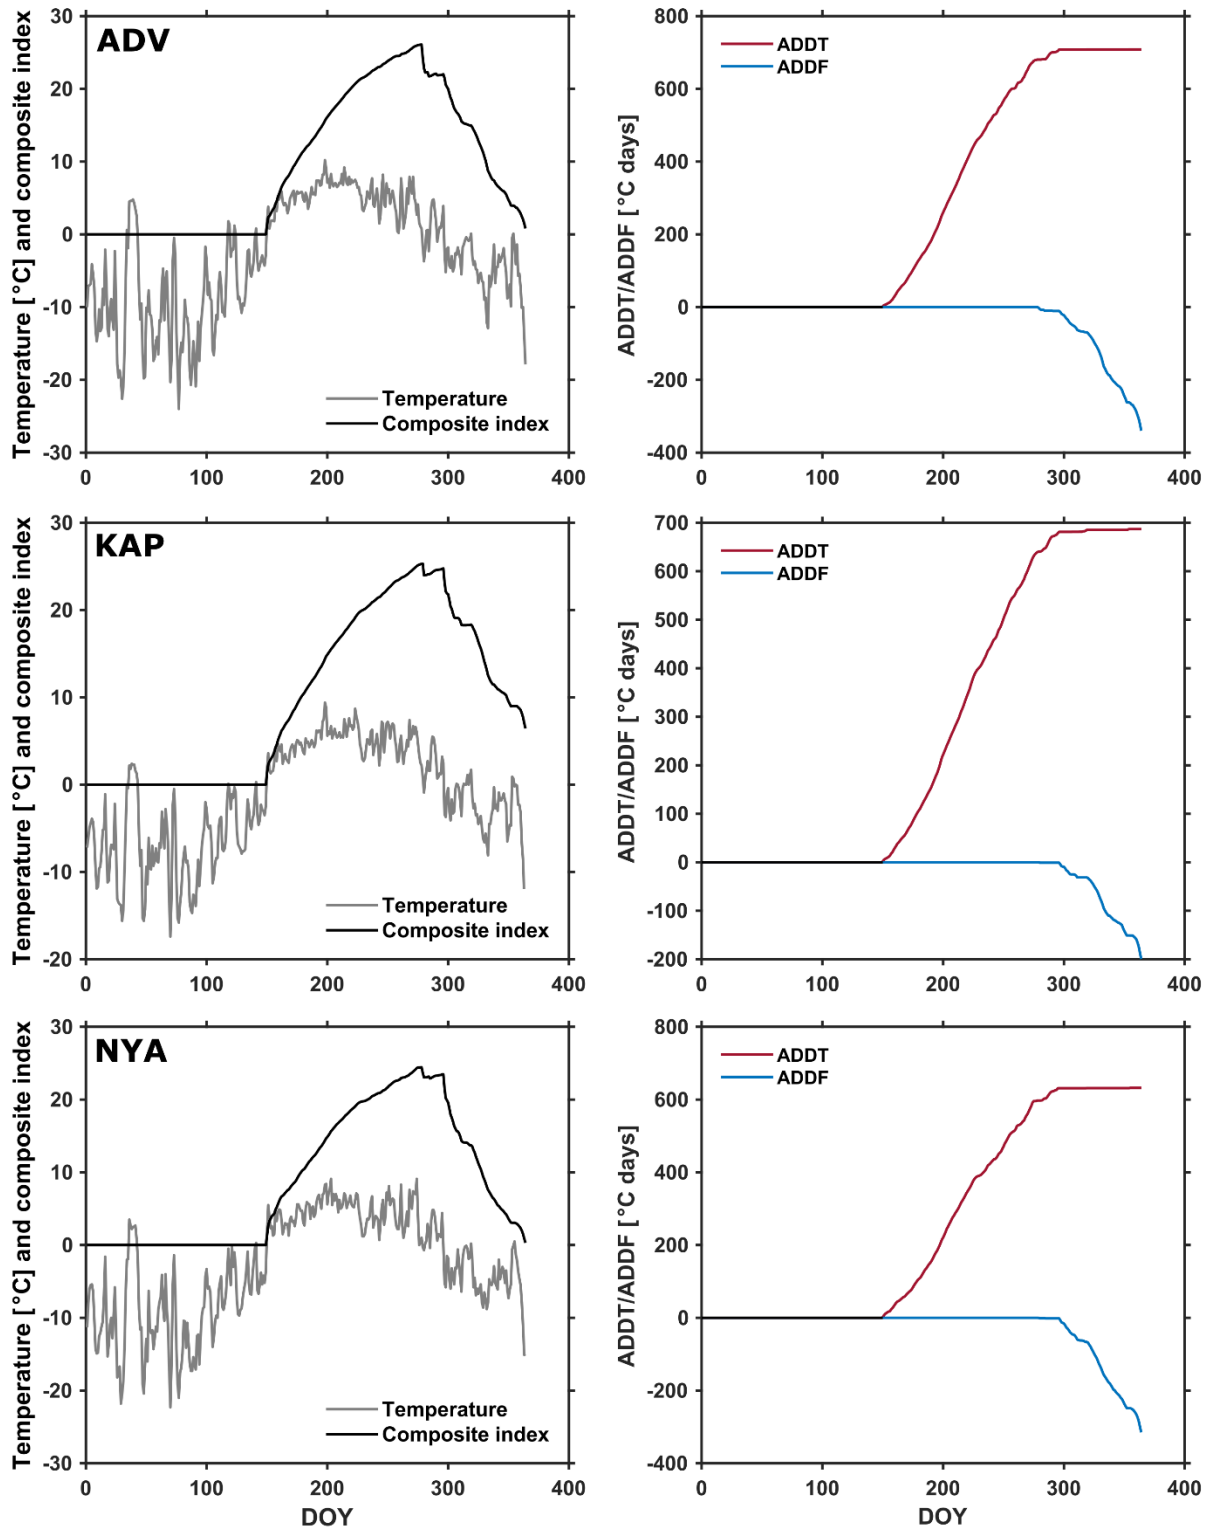 ADV
Temperature [°C] and composite index
30
20
10
0
-10
-20
-30
0 100 200 300 400
Temperature
Composite index
ADDT/ADDF [°C days]
800
600
400
200
0
-200
-400
0 100 200 300 400
ADDT
ADDF
KAP
Temperature [°C] and composite index
30
20
10
0
-10
-20
0 100 200 300 400
Temperature
Composite index
ADDT/ADDF [°C days]
700
600
500
400
300
200
100
0
-100
-200
0 100 200 300 400
ADDT
ADDF
NYA
Temperature [°C] and composite index
30
20
10
0
-10
-20
-30
0 100 200 300 400
DOY
Temperature
Composite index
ADDT/ADDF [°C days]
800
600
400
200
0
-200
-400
0 100 200 300 400
DOY
ADDT
ADDF